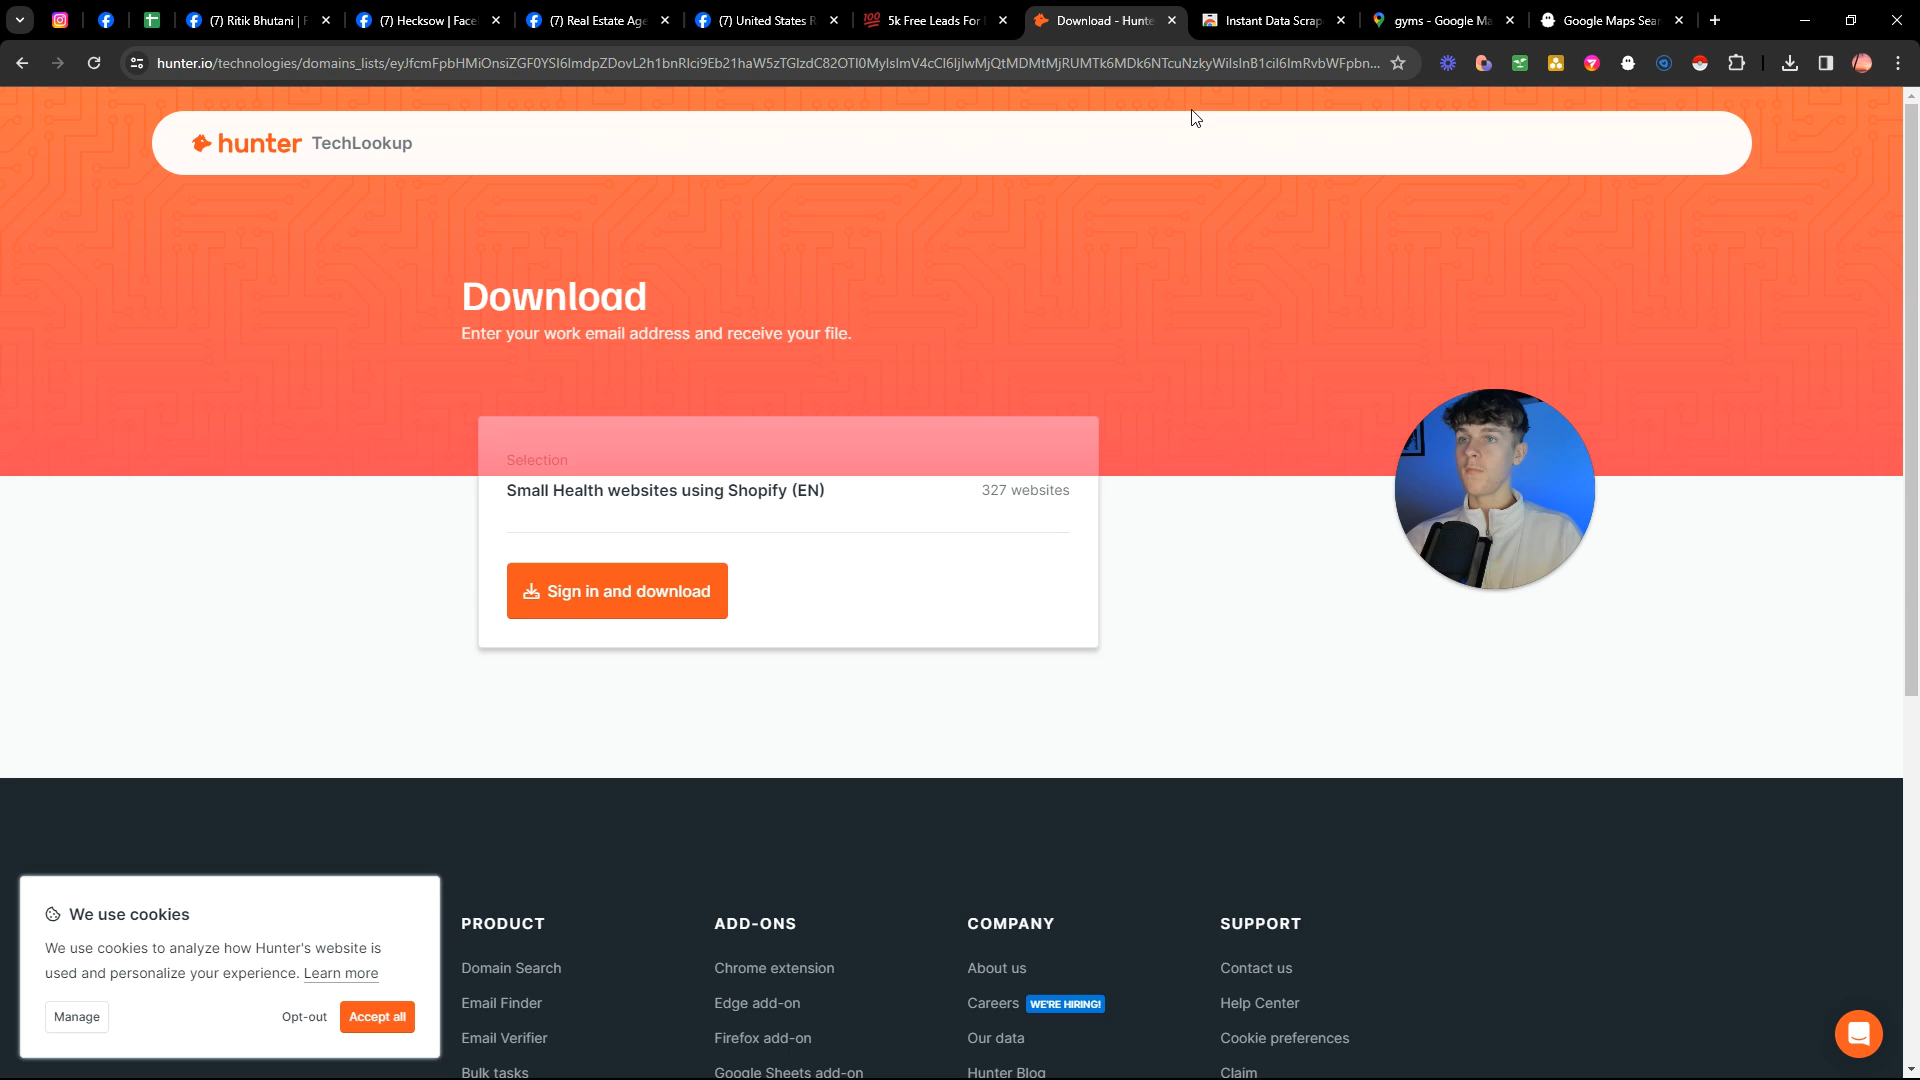 (7) Ritik Bhutani | F
(7) Hecksow | Face
(7) Real Estate Age
(7) United States R
5k Free Leads For
Download - Hunte
Instant Data Scrap
gyms - Google Ma
Google Maps Sea
hunter TechLookup
Download
Enter your work email address and receive your file.
Selection
Small Health websites using Shopify (EN) 327 websites
Sign in and download
We use cookies
We use cookies to analyze how Hunter's website is
used and personalize your experience. Learn more
Manage Opt-out Accept all
PRODUCT
Domain Search
Email Finder
Email Verifier
Bulk tasks
ADD-ONS
Chrome extension
Edge add-on
Firefox add-on
Google Sheets add-on
COMPANY
About us
Careers WE'RE HIRING!
Our data
Hunter Blog
SUPPORT
Contact us
Help Center
Cookie preferences
Claim